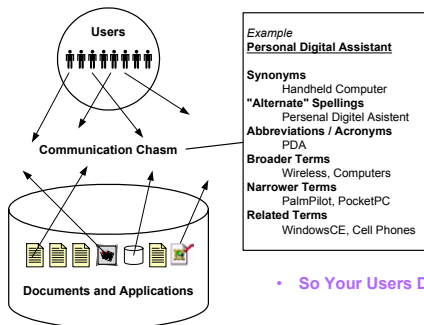 Users
Communication Chasm
Documents and Applications
Example
Personal Digital Assistant
Synonyms
Handheld Computer
"Alternate" Spellings
Personal Digitel Asistent
Abbreviations / Acronyms
PDA
Broader Terms
Wireless, Computers
Narrower Terms
PalmPilot, PocketPC
Related Terms
WindowsCE, Cell Phones
• So Your Users D